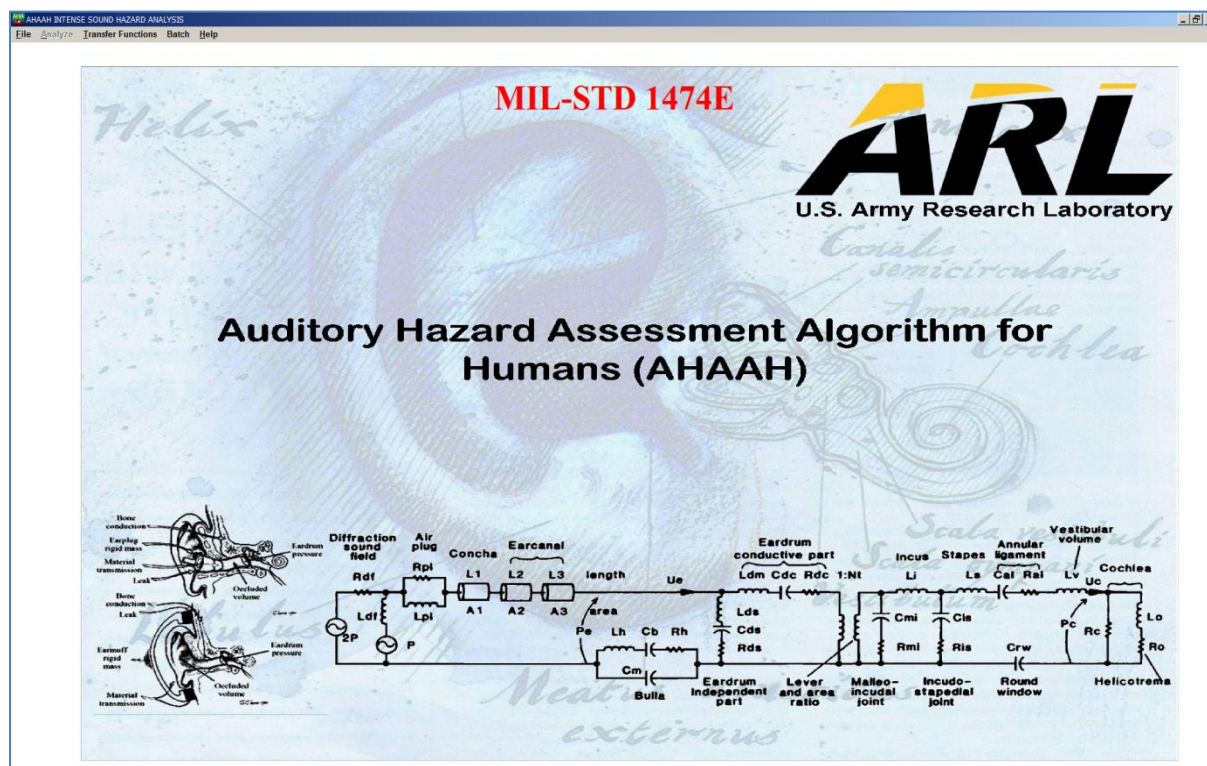 AHAAH INTENSE SOUND HAZARD ANALYSIS
File Analyze Transfer Functions Batch Help
MIL-STD 1474E
ARL
U.S. Army Research Laboratory
Helix
Canalis
semicircularis
Ampullae
Cochlea
Auditory Hazard Assessment Algorithm for
Humans (AHAAH)
Bone
conduction
Earplug
rigid mass
Material
transmission
Leak
Eardrum
pressure
Occluded
volume
Bone
conduction
Leak
Earmuff
rigid
mass
Material
transmission
Eardrum
pressure
Occluded
volume
Diffraction
sound
field
Air
plug
Concha
Earcanal
Eardrum
conductive part
Incus
Stapes
Annular
ligament
Vestibular
volume
Cochlea
Rdf
Rpl
L1
L2
L3
length
Ue
Ldm
Cdc
Rdc
1:Nt
Li
Ls
Cal
Ral
Lv
Uc
Ldf
Lpl
A1
A2
A3
area
Lds
Cds
Rds
Cmi
Rmi
Cis
Ris
Pc
Rc
Lo
Ro
2P
P
Pe
Lh
Cb
Rh
Cm
Bulla
Crw
Eardrum
independent
part
Lever
and area
ratio
Malleo-
incudal
joint
Incudo-
stapedial
joint
Round
window
Helicotrema
Meatus
externus